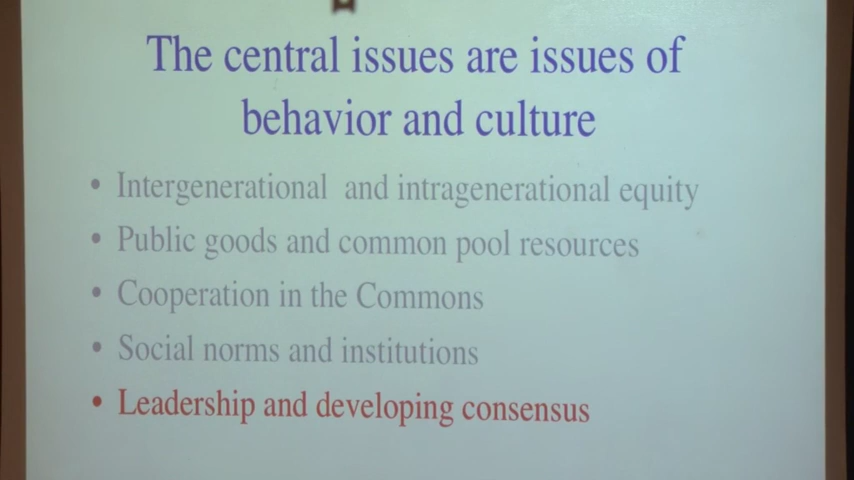 The central issues are issues of
behavior and culture
• Intergenerational and intragenerational equity
• Public goods and common pool resources
• Cooperation in the Commons
• Social norms and institutions
• Leadership and developing consensus